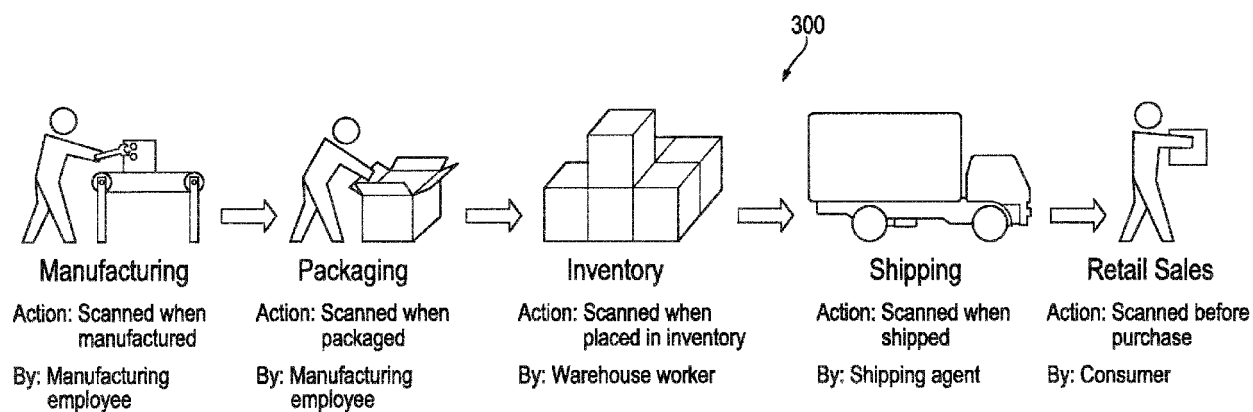 300
Manufacturing
Action: Scanned when
manufactured
By: Manufacturing
employee
Packaging
Action: Scanned when
packaged
By: Manufacturing
employee
Inventory
Action: Scanned when
placed in inventory
By: Warehouse worker
Shipping
Action: Scanned when
shipped
By: Shipping agent
Retail Sales
Action: Scanned before
purchase
By: Consumer